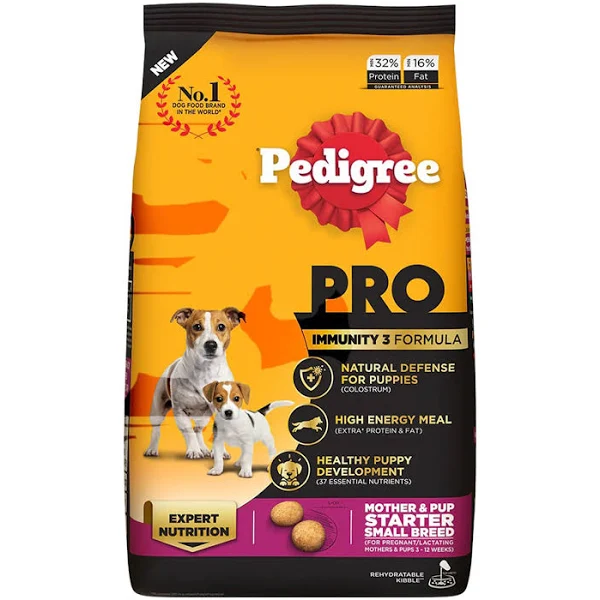 NEW
No.1
DOG FOOD BRAND
IN THE WORLD*
32%
Protein
16%
Fat
GUARANTEED ANALYSIS
Pedigree
PRO
IMMUNITY 3 FORMULA
NATURAL DEFENSE
FOR PUPPIES
(COLOSTRUM)
HIGH ENERGY MEAL
(EXTRA* PROTEIN & FAT)
HEALTHY PUPPY
DEVELOPMENT
(37 ESSENTIAL NUTRIENTS)
EXPERT
NUTRITION
MOTHER & PUP
STARTER
SMALL BREED
(FOR PREGNANT/LACTATING
MOTHERS & PUPS 3 - 12 WEEKS)
REHYDRATABLE
KIBBLE